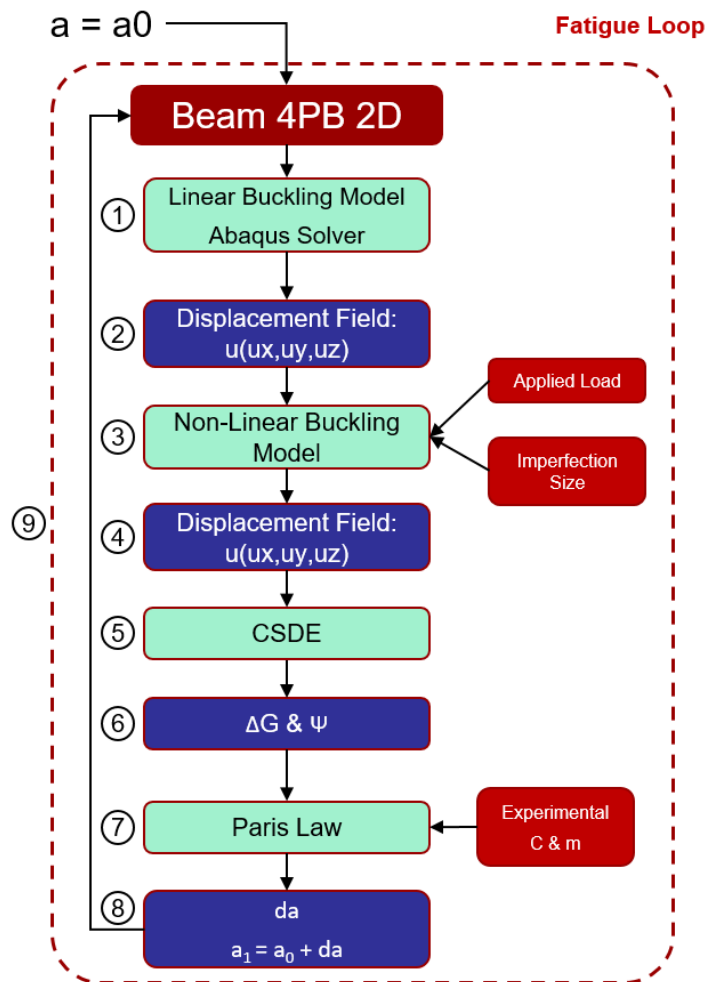 a = a0
Fatigue Loop
Beam 4PB 2D
①
Linear Buckling Model
Abaqus Solver
②
Displacement Field:
u(ux,uy,uz)
Applied Load
③
Non-Linear Buckling
Model
Imperfection
Size
⑨
④
Displacement Field:
u(ux,uy,uz)
⑤
CSDE
⑥
ΔG & Ψ
⑦
Paris Law
Experimental
C & m
⑧
da
a₁ = a₀ + da